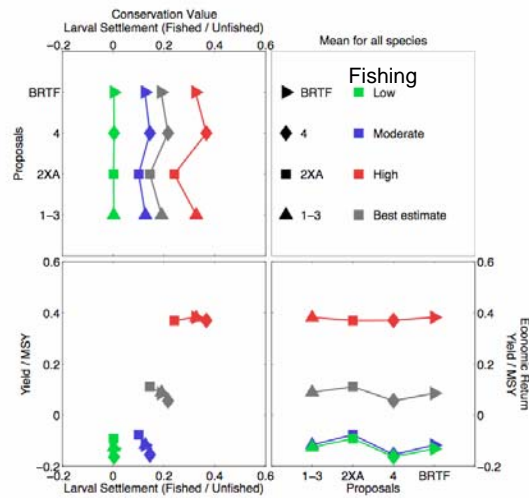 Conservation Value
Larval Settlement (Fished / Unfished)
−0.2 0 0.2 0.4 0.6
Mean for all species
Fishing
BRTF
4
2XA
1−3
Proposals
BRTF
4
2XA
1−3
Low
Moderate
High
Best estimate
0.6
0.4
0.2
0
−0.2
Yield / MSY
0.6
0.4
0.2
0
−0.2
Economic Return
Yield / MSY
−0.2 0 0.2 0.4 0.6
Larval Settlement (Fished / Unfished)
1−3 2XA 4 BRTF
Proposals